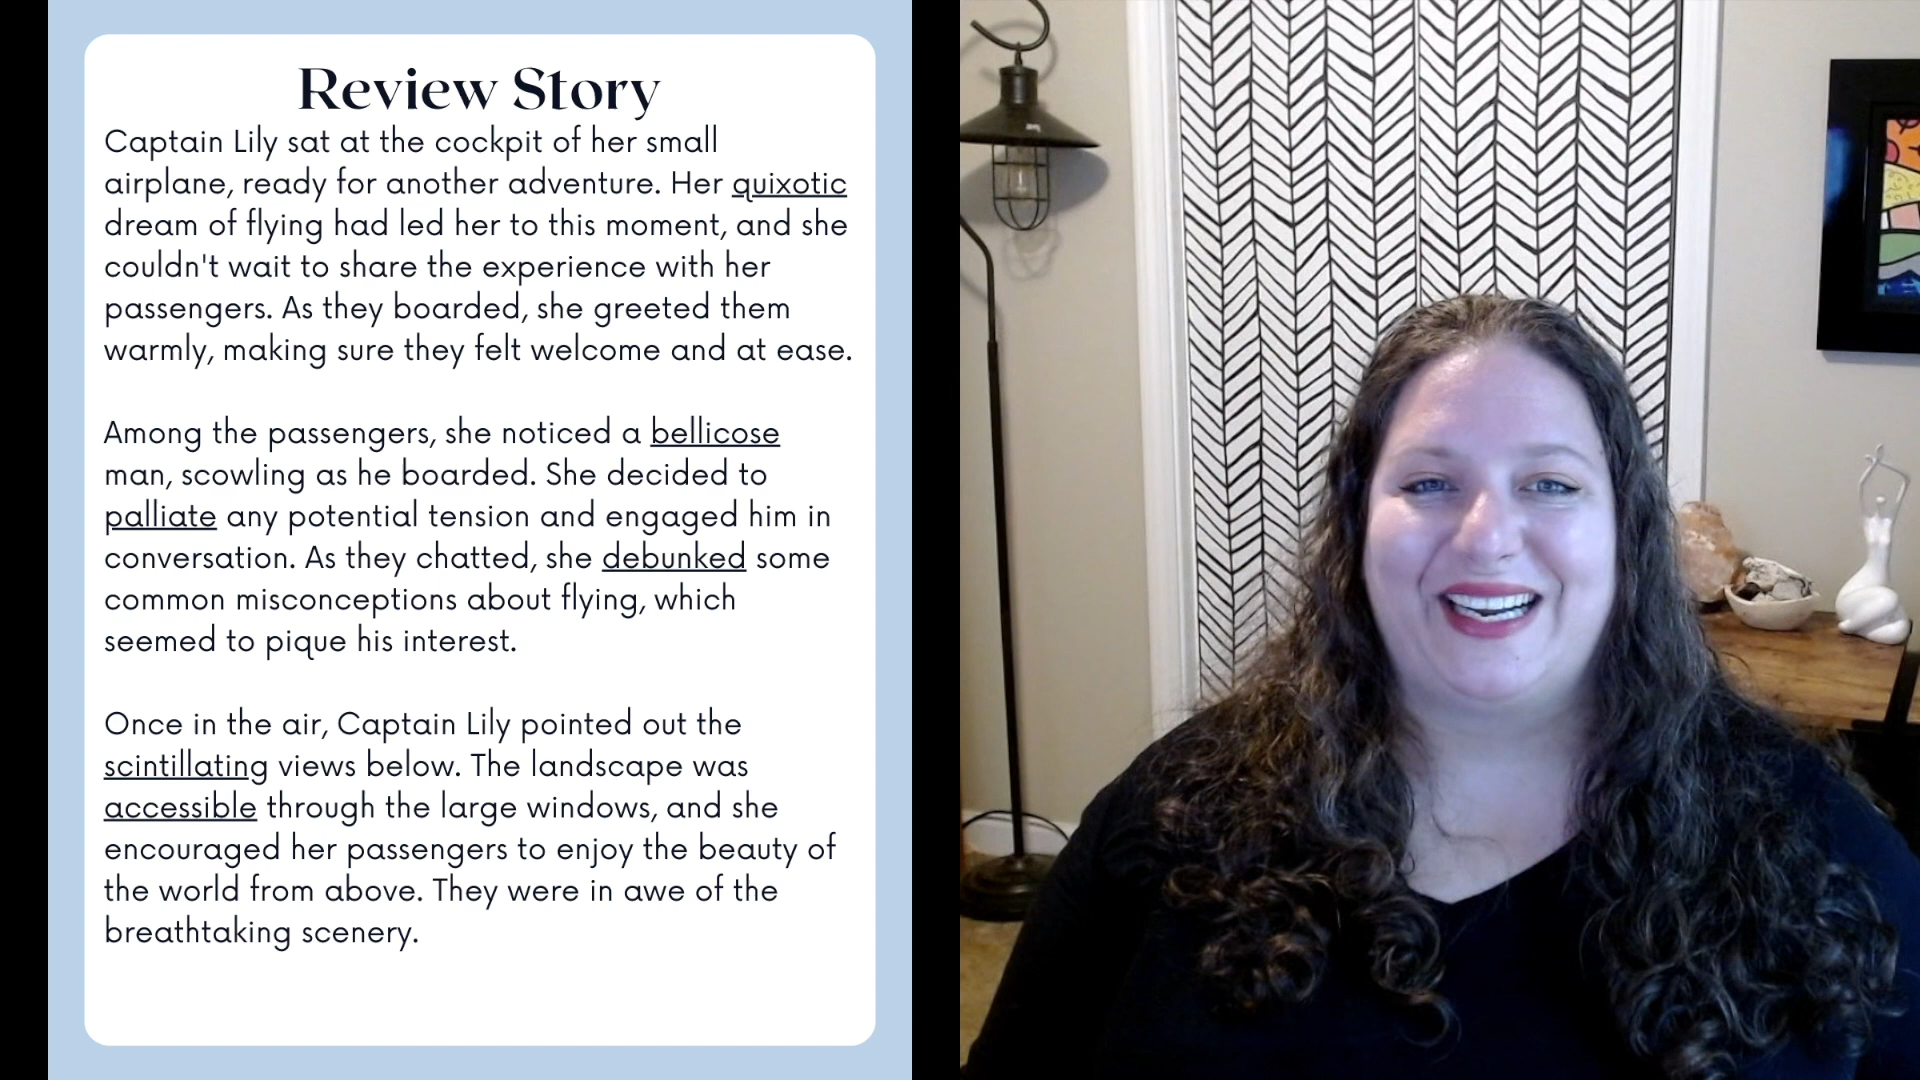 Review Story
Captain Lily sat at the cockpit of her small
airplane, ready for another adventure. Her quixotic
dream of flying had led her to this moment, and she
couldn't wait to share the experience with her
passengers. As they boarded, she greeted them
warmly, making sure they felt welcome and at ease.
Among the passengers, she noticed a bellicose
man, scowling as he boarded. She decided to
palliate any potential tension and engaged him in
conversation. As they chatted, she debunked some
common misconceptions about flying, which
seemed to pique his interest.
Once in the air, Captain Lily pointed out the
scintillating views below. The landscape was
accessible through the large windows, and she
encouraged her passengers to enjoy the beauty of
the world from above. They were in awe of the
breathtaking scenery.